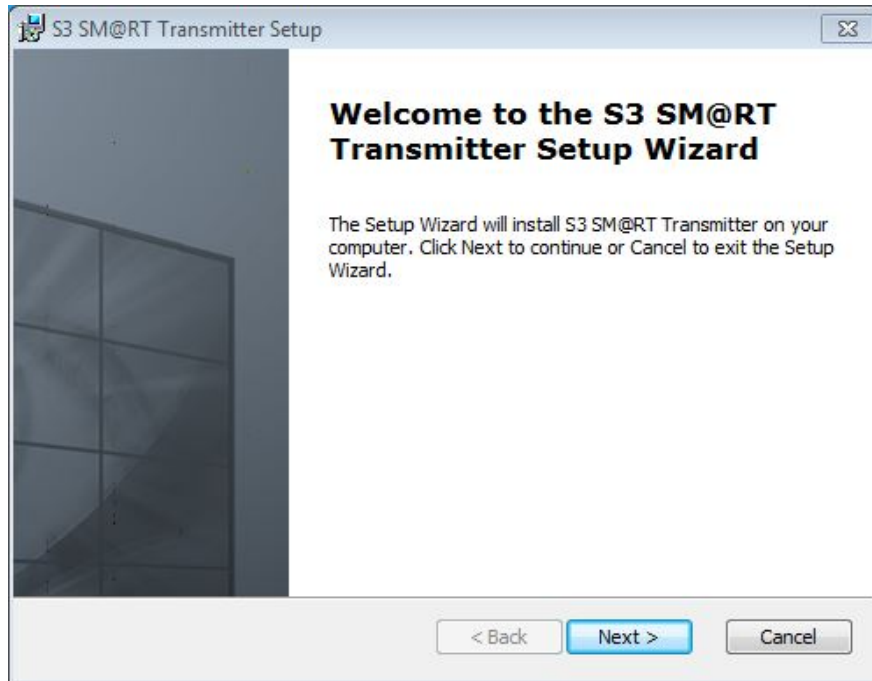 S3 SM@RT Transmitter Setup
Welcome to the S3 SM@RT
Transmitter Setup Wizard
The Setup Wizard will install S3 SM@RT Transmitter on your
computer. Click Next to continue or Cancel to exit the Setup
Wizard.
< Back Next > Cancel